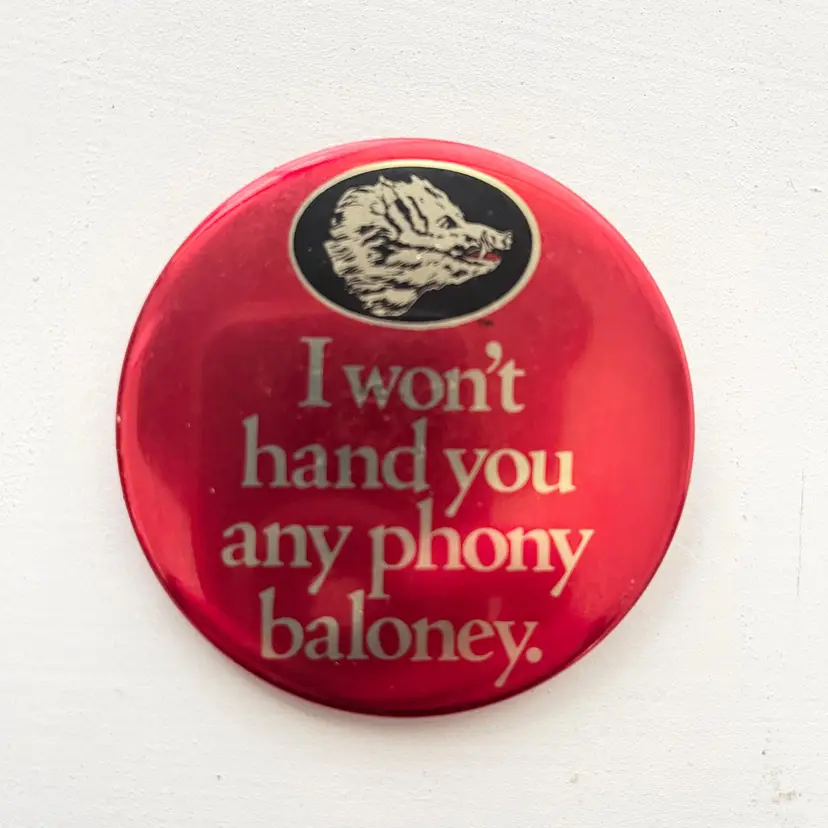 I won't
hand you
any phony
baloney.